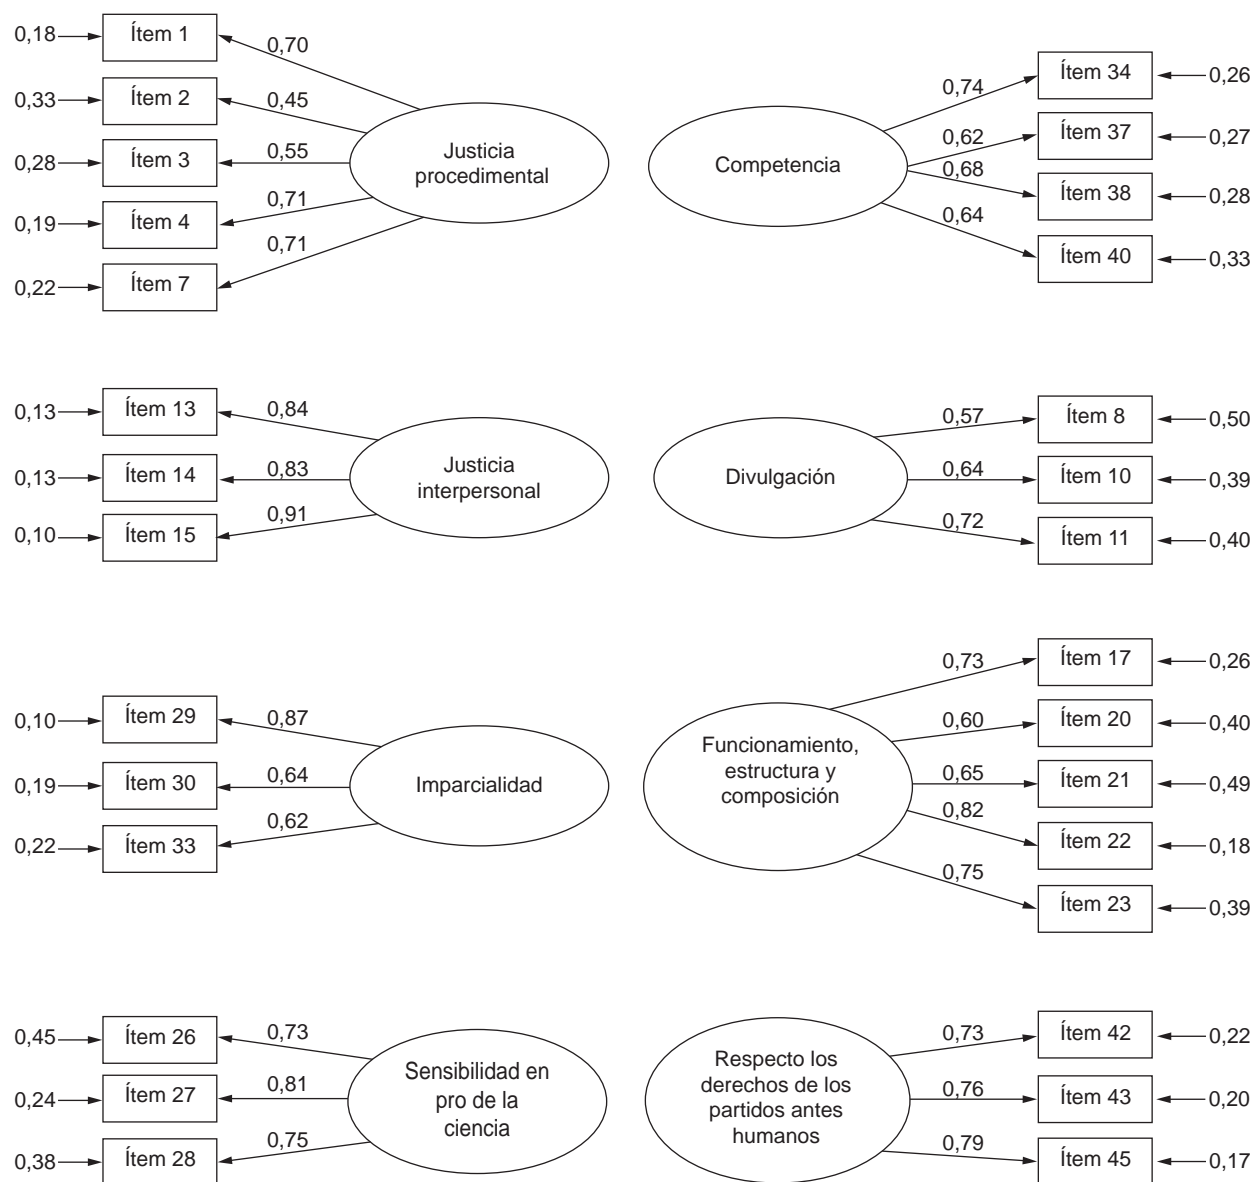 0,18
Ítem 1
0,70
0,33
Ítem 2
0,45
0,28
Ítem 3
0,55
0,19
Ítem 4
0,71
0,22
Ítem 7
0,71
Justicia
procedimental
Competencia
0,74
Ítem 34
0,26
0,62
Ítem 37
0,27
0,68
Ítem 38
0,28
0,64
Ítem 40
0,33
0,13
Ítem 13
0,84
0,13
Ítem 14
0,83
0,10
Ítem 15
0,91
Justicia
interpersonal
Divulgación
0,57
Ítem 8
0,50
0,64
Ítem 10
0,39
0,72
Ítem 11
0,40
0,10
Ítem 29
0,87
0,19
Ítem 30
0,64
0,22
Ítem 33
0,62
Imparcialidad
Funcionamiento,
estructura y
composición
0,73
Ítem 17
0,26
0,60
Ítem 20
0,40
0,65
Ítem 21
0,49
0,82
Ítem 22
0,18
0,75
Ítem 23
0,39
0,45
Ítem 26
0,73
0,24
Ítem 27
0,81
0,38
Ítem 28
0,75
Sensibilidad en
pro de la
ciencia
Respecto los
derechos de los
partidos antes
humanos
0,73
Ítem 42
0,22
0,76
Ítem 43
0,20
0,79
Ítem 45
0,17